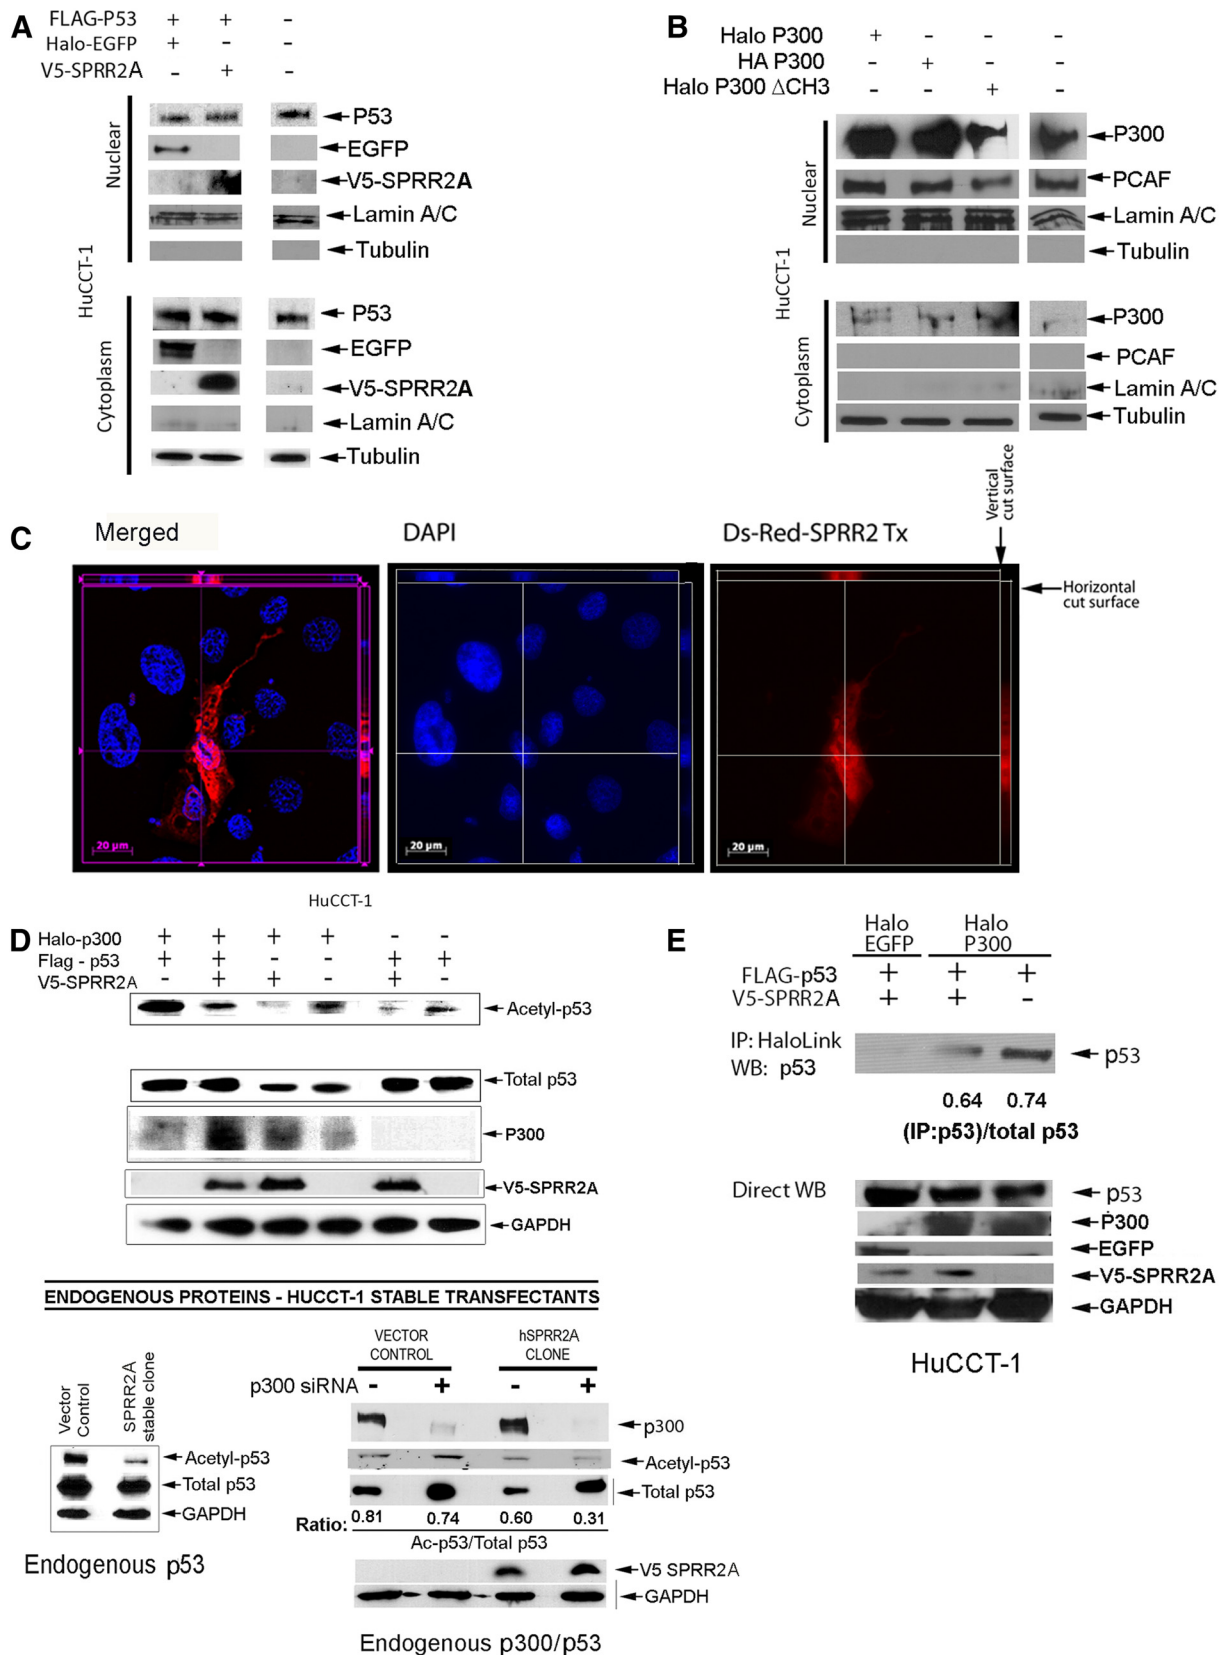 A
FLAG-P53 + + -
Halo-EGFP + - -
V5-SPRR2A - + -
HuCCT-1
Nuclear
P53
EGFP
V5-SPRR2A
Lamin A/C
Tubulin
Cytoplasm
P53
EGFP
V5-SPRR2A
Lamin A/C
Tubulin
B
Halo P300 + - - -
HA P300 - + - -
Halo P300 ΔCH3 - - + -
HuCCT-1
Nuclear
P300
PCAF
Lamin A/C
Tubulin
Cytoplasm
P300
PCAF
Lamin A/C
Tubulin
C
Merged
DAPI
Ds-Red-SPRR2 Tx
Vertical
cut surface
Horizontal
cut surface
20 μm
20 μm
20 μm
HuCCT-1
D
Halo-p300 + + + + - -
Flag - p53 + + - - + +
V5-SPRR2A - + + - + -
Acetyl-p53
Total p53
P300
V5-SPRR2A
GAPDH
ENDOGENOUS PROTEINS - HUCCT-1 STABLE TRANSFECTANTS
Vector
Control
SPRR2A
stable clone
Acetyl-p53
Total p53
GAPDH
Endogenous p53
VECTOR
CONTROL
hSPRR2A
CLONE
p300 siRNA - + - +
p300
Acetyl-p53
Total p53
Ratio: 0.81 0.74 0.60 0.31
Ac-p53/Total p53
V5 SPRR2A
GAPDH
Endogenous p300/p53
E
Halo
EGFP
Halo
P300
FLAG-p53 + + +
V5-SPRR2A + + -
IP: HaloLink
WB: p53
p53
0.64 0.74
(IP:p53)/total p53
Direct WB
p53
P300
EGFP
V5-SPRR2A
GAPDH
HuCCT-1